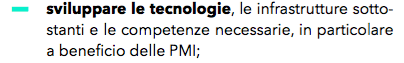 sviluppare le tecnologie, le infrastrutture sotto-
stanti e le competenze necessarie, in particolare
a beneficio delle PMI;